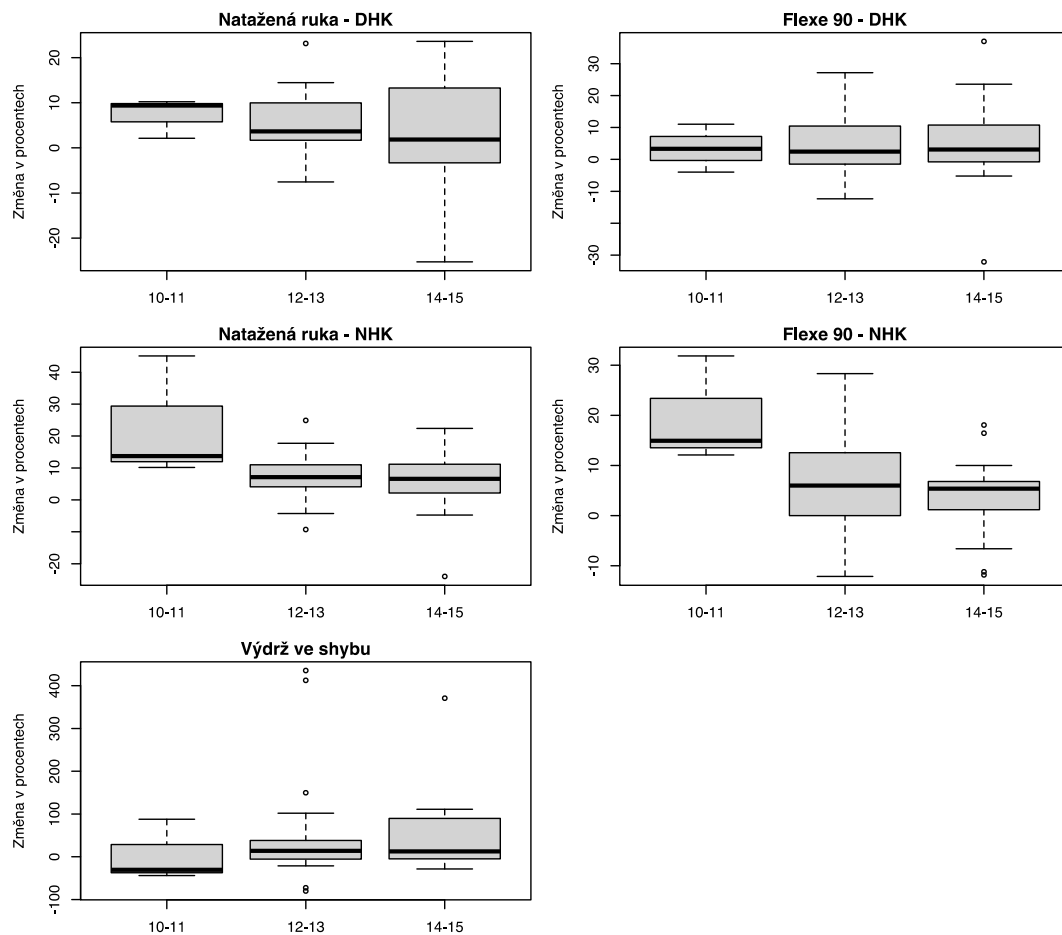 Natažená ruka - DHK
Změna v procentech
20
10
0
-10
-20
10-11 12-13 14-15
Flexe 90 - DHK
Změna v procentech
30
20
10
0
-10
-30
10-11 12-13 14-15
Natažená ruka - NHK
Změna v procentech
40
30
20
10
0
-20
10-11 12-13 14-15
Flexe 90 - NHK
Změna v procentech
30
20
10
0
-10
10-11 12-13 14-15
Výdrž ve shybu
Změna v procentech
400
300
200
100
0
-100
10-11 12-13 14-15